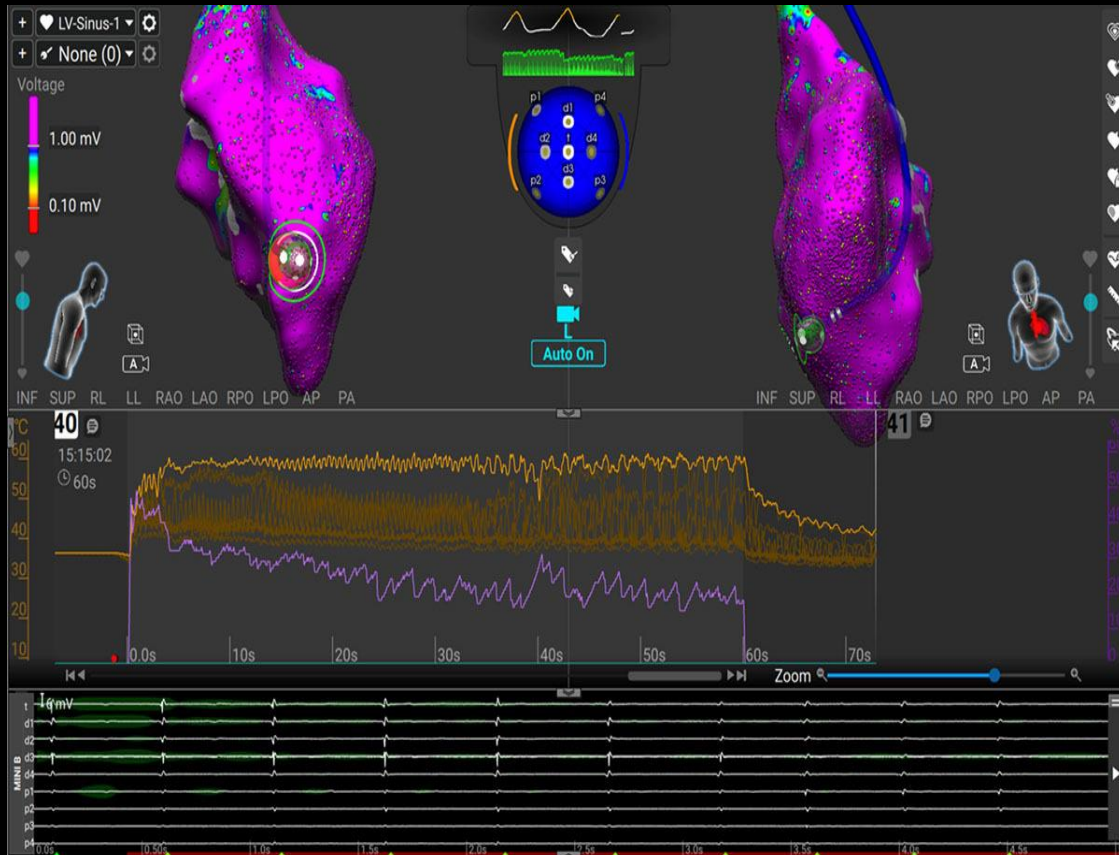 + LV-Sinus-1
+ None (0)
Voltage
1.00 mV
0.10 mV
p1 p4
d1
d2 t d4
d3
p2 p3
L
Auto On
A
A
INF SUP RL LL RAO LAO RPO LPO AP PA
INF SUP RL LL RAO LAO RPO LPO AP PA
°C
40
15:15:02
60s
41
60
50
40
30
20
10
0.0s 10s 20s 30s 40s 50s 60s 70s
Zoom
MINI B
t
d1
d2
d3
d4
p1
p2
p3
p4
0.0s 0.50s 1.0s 1.5s 2.0s 2.5s 3.0s 3.5s 4.0s 4.5s